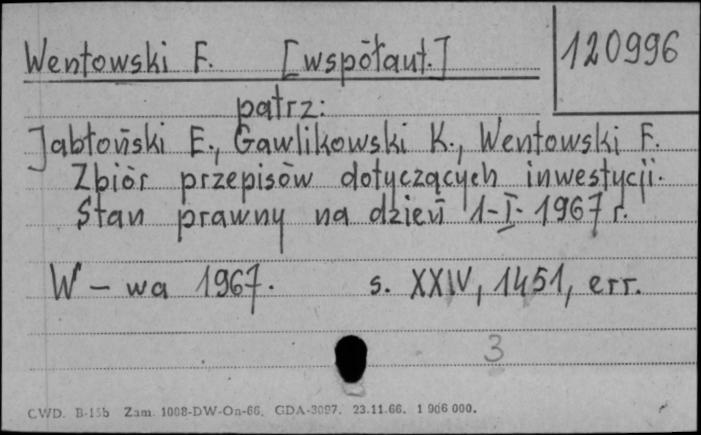 Wentowski F. [współaut.] 120996
patrz:
Jabłoński E., Gawlikowski K., Wentowski F.
Zbiór przepisów dotyczących inwestycji.
Stan prawny na dzień 1-I-1967 r.
W-wa 1967. s. XXIV, 1451, err.
3
CWD. B-15b Zam. 1008-DW-On-66. GDA-3097. 23.11.66. 1 906 000.